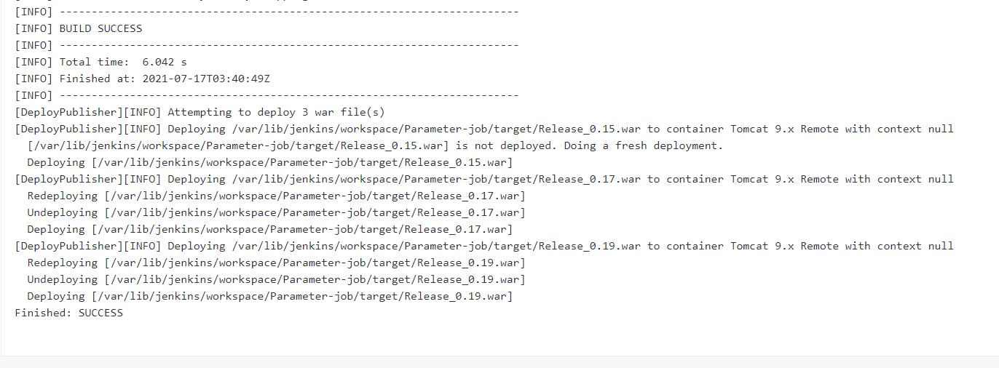 [INFO] ------------------------------------------------------------------------
[INFO] BUILD SUCCESS
[INFO] ------------------------------------------------------------------------
[INFO] Total time:  6.042 s
[INFO] Finished at: 2021-07-17T03:40:49Z
[INFO] ------------------------------------------------------------------------
[DeployPublisher][INFO] Attempting to deploy 3 war file(s)
[DeployPublisher][INFO] Deploying /var/lib/jenkins/workspace/Parameter-job/target/Release_0.15.war to container Tomcat 9.x Remote with context null
  [/var/lib/jenkins/workspace/Parameter-job/target/Release_0.15.war] is not deployed. Doing a fresh deployment.
  Deploying [/var/lib/jenkins/workspace/Parameter-job/target/Release_0.15.war]
[DeployPublisher][INFO] Deploying /var/lib/jenkins/workspace/Parameter-job/target/Release_0.17.war to container Tomcat 9.x Remote with context null
  Redeploying [/var/lib/jenkins/workspace/Parameter-job/target/Release_0.17.war]
  Undeploying [/var/lib/jenkins/workspace/Parameter-job/target/Release_0.17.war]
  Deploying [/var/lib/jenkins/workspace/Parameter-job/target/Release_0.17.war]
[DeployPublisher][INFO] Deploying /var/lib/jenkins/workspace/Parameter-job/target/Release_0.19.war to container Tomcat 9.x Remote with context null
  Redeploying [/var/lib/jenkins/workspace/Parameter-job/target/Release_0.19.war]
  Undeploying [/var/lib/jenkins/workspace/Parameter-job/target/Release_0.19.war]
  Deploying [/var/lib/jenkins/workspace/Parameter-job/target/Release_0.19.war]
Finished: SUCCESS